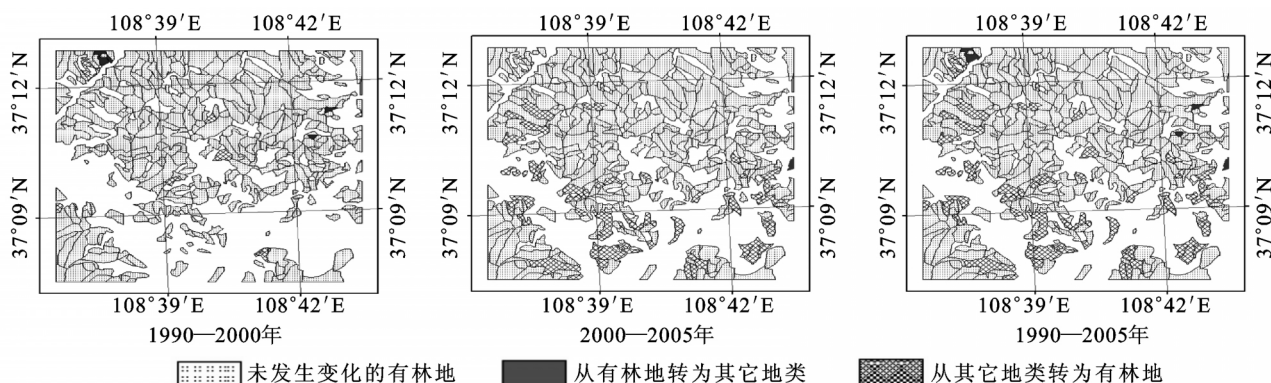 108°39′E 108°42′E 108°39′E 108°42′E 108°39′E 108°42′E
37°12′N 37°12′N 37°12′N 37°12′N 37°12′N 37°12′N
37°09′N 37°09′N 37°09′N 37°09′N 37°09′N 37°09′N
108°39′E 108°42′E 108°39′E 108°42′E 108°39′E 108°42′E
1990—2000年 2000—2005年 1990—2005年
未发生变化的有林地 从有林地转为其它地类 从其它地类转为有林地